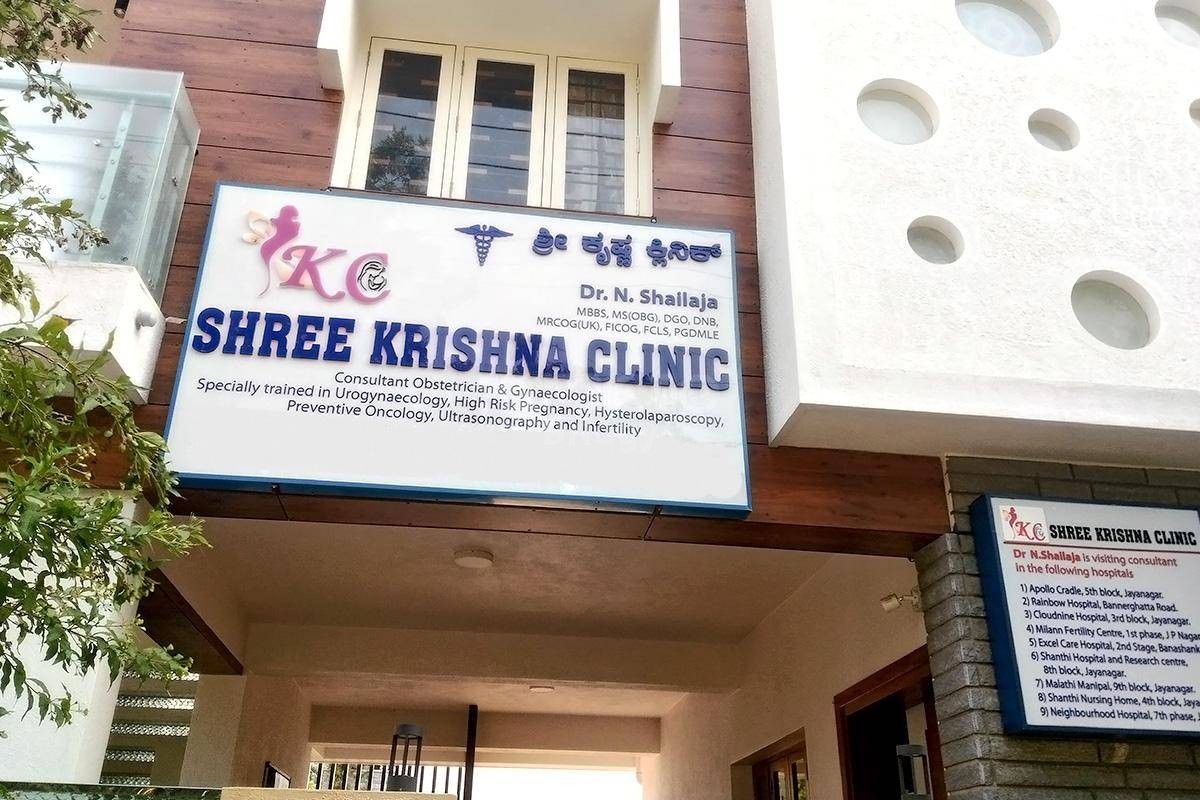 KCC
ಶ್ರೀ ಕೃಷ್ಣ ಕ್ಲಿನಿಕ್
Dr. N. Shailaja
MBBS, MS(OBG), DGO, DNB,
MRCOG(UK), FICOG, FCLS, PGDMLE
SHREE KRISHNA CLINIC
Consultant Obstetrician & Gynaecologist
Specially trained in Urogynaecology, High Risk Pregnancy, Hysterolaparoscopy,
Preventive Oncology, Ultrasonography and Infertility
KCC SHREE KRISHNA CLINIC
Dr N.Shailaja is visiting consultant
in the following hospitals
1) Apollo Cradle, 5th block, Jayanagar.
2) Rainbow Hospital, Bannerghatta Road.
3) Cloudnine Hospital, 3rd block, Jayanagar.
4) Milann Fertility Centre, 1st phase, J P Nagar
5) Excel Care Hospital, 2nd Stage,
6) Shanthi Hospital and Research centre,
8th block, Jayanagar.
7) Malathi Manipal, 9th block, Jayanagar.
8) Shanthi Nursing Home, 4th block,
9) Neighbourhood Hospital, 7th phase,